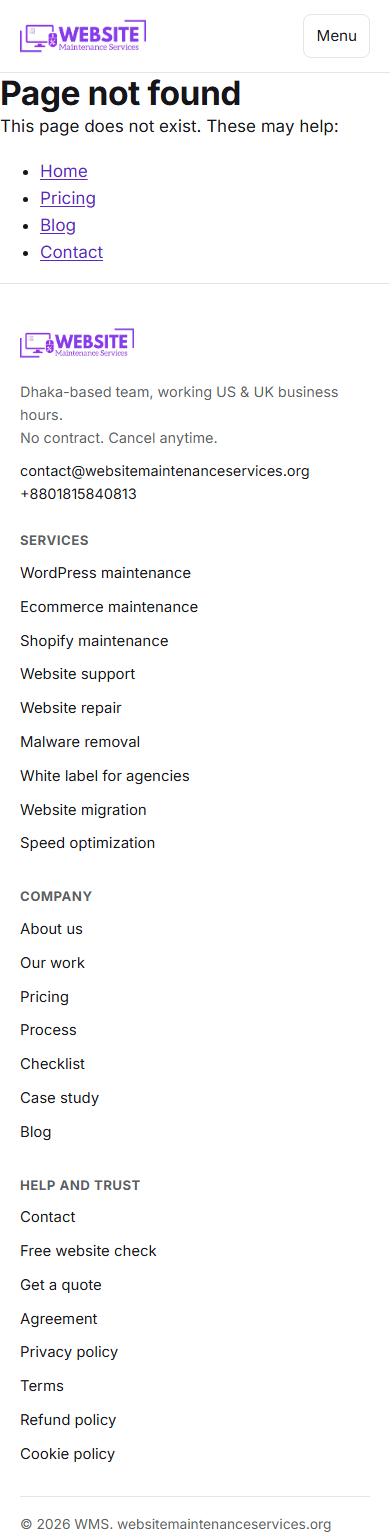 WEBSITE
Maintenance Services
Menu
Page not found
This page does not exist. These may help:
Home
Pricing
Blog
Contact
WEBSITE
Maintenance Services
Dhaka-based team, working US & UK business
hours.
No contract. Cancel anytime.
contact@websitemaintenanceservices.org
+8801815840813
SERVICES
WordPress maintenance
Ecommerce maintenance
Shopify maintenance
Website support
Website repair
Malware removal
White label for agencies
Website migration
Speed optimization
COMPANY
About us
Our work
Pricing
Process
Checklist
Case study
Blog
HELP AND TRUST
Contact
Free website check
Get a quote
Agreement
Privacy policy
Terms
Refund policy
Cookie policy
© 2026 WMS. websitemaintenanceservices.org